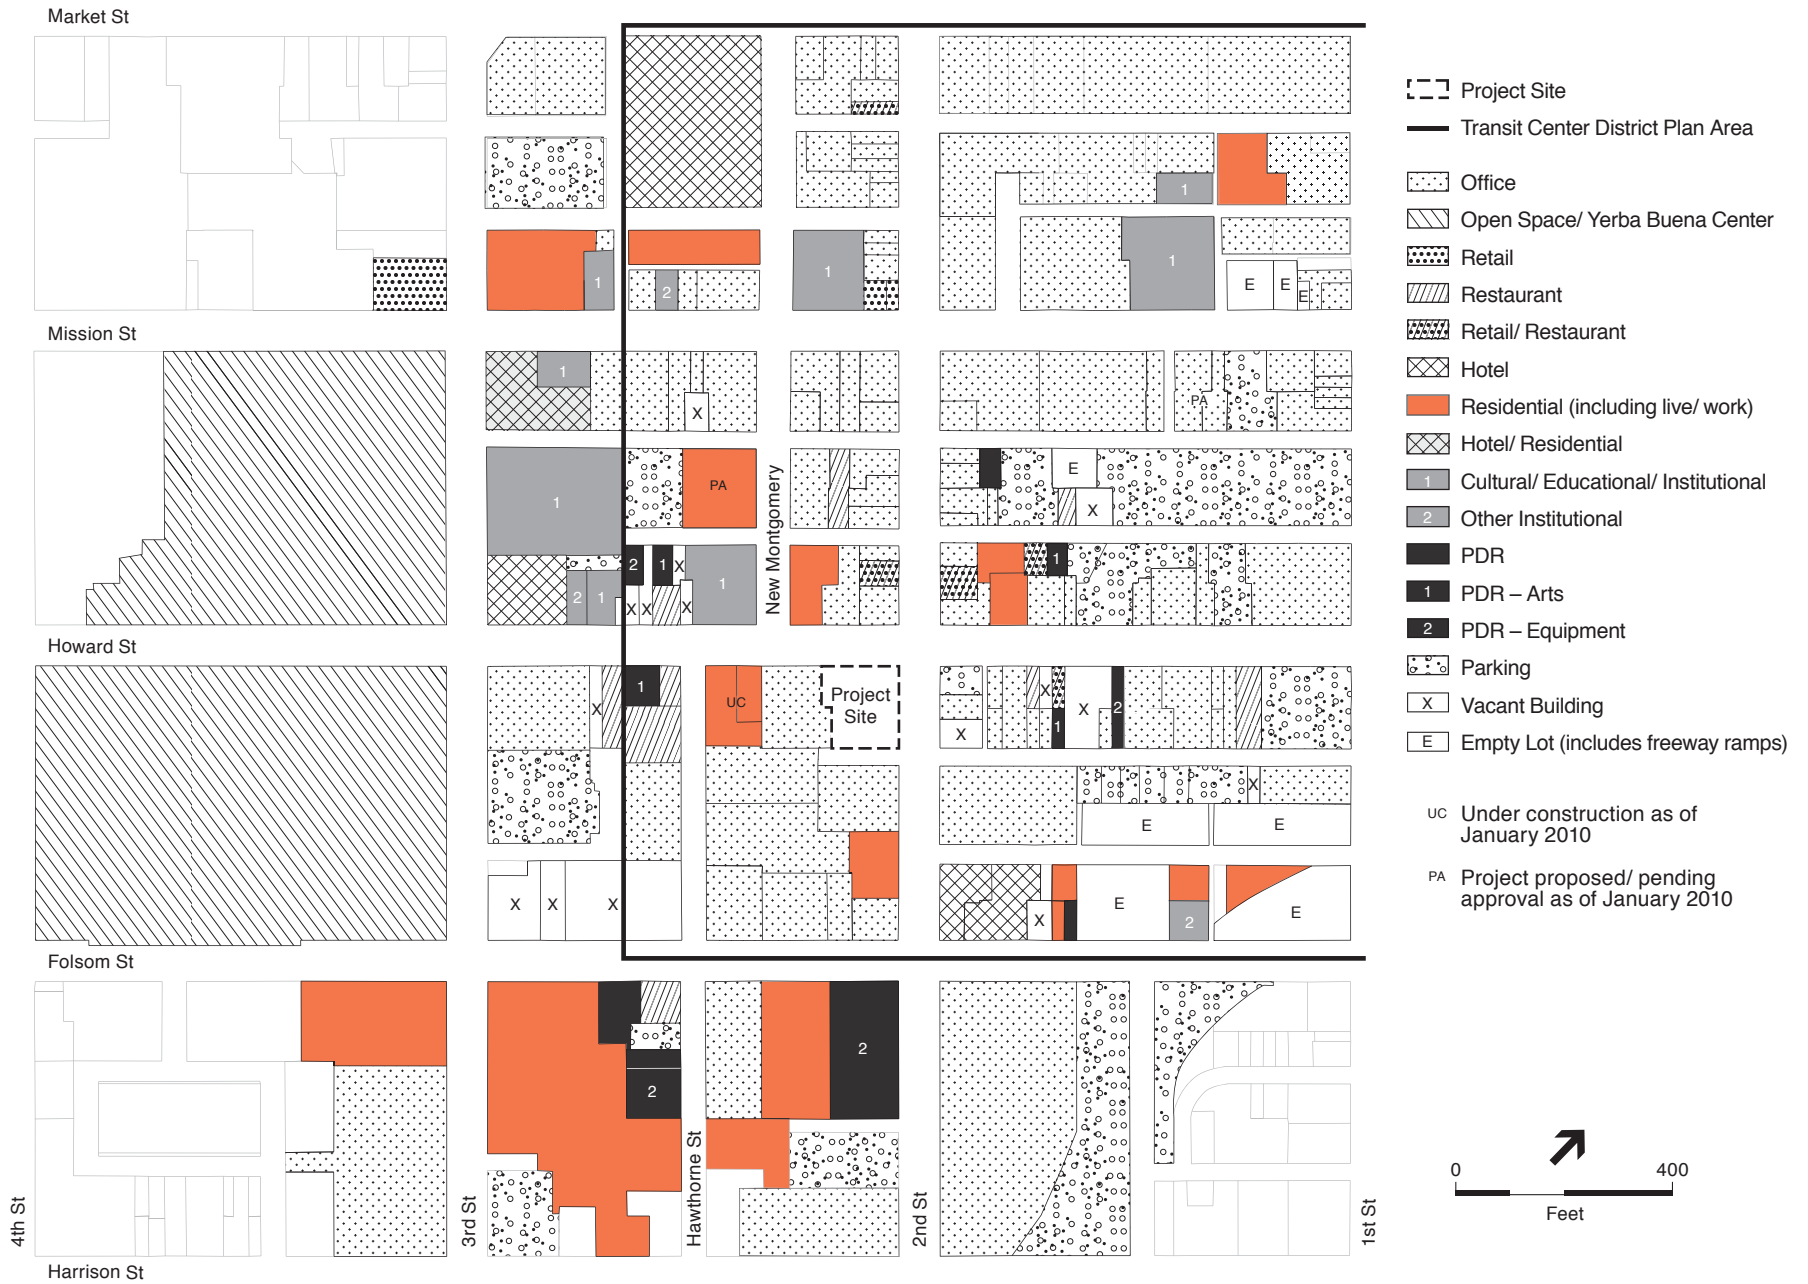 Market St
1
1
2
1
1
E
E
E
Mission St
1
X
PA
1
PA
E
X
2
1
X
1
1
2
1
X
X
X
New Montgomery
Howard St
X
1
UC
Project
Site
X
X
1
X
2
X
E
E
X
X
X
X
E
2
E
Folsom St
2
2
4th St
3rd St
Hawthorne St
2nd St
1st St
Harrison St
Project Site
Transit Center District Plan Area
Office
Open Space/ Yerba Buena Center
Retail
Restaurant
Retail/ Restaurant
Hotel
Residential (including live/ work)
Hotel/ Residential
1 Cultural/ Educational/ Institutional
2 Other Institutional
PDR
1 PDR – Arts
2 PDR – Equipment
Parking
X Vacant Building
E Empty Lot (includes freeway ramps)
UC Under construction as of
January 2010
PA Project proposed/ pending
approval as of January 2010
0 400
Feet